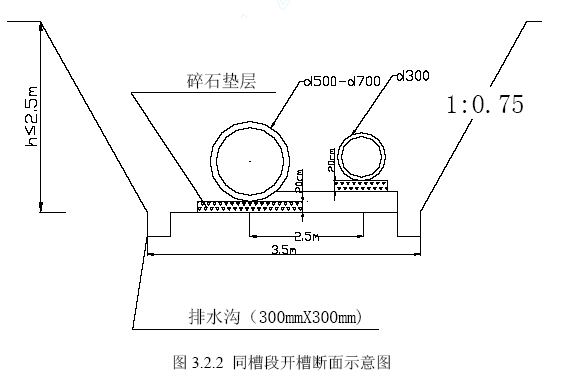 碎石垫层
d500-d700
d300
1:0.75
h≤2.5m
20cm
20cm
2.5m
3.5m
排水沟（300mmX300mm)
图 3.2.2 同槽段开槽断面示意图